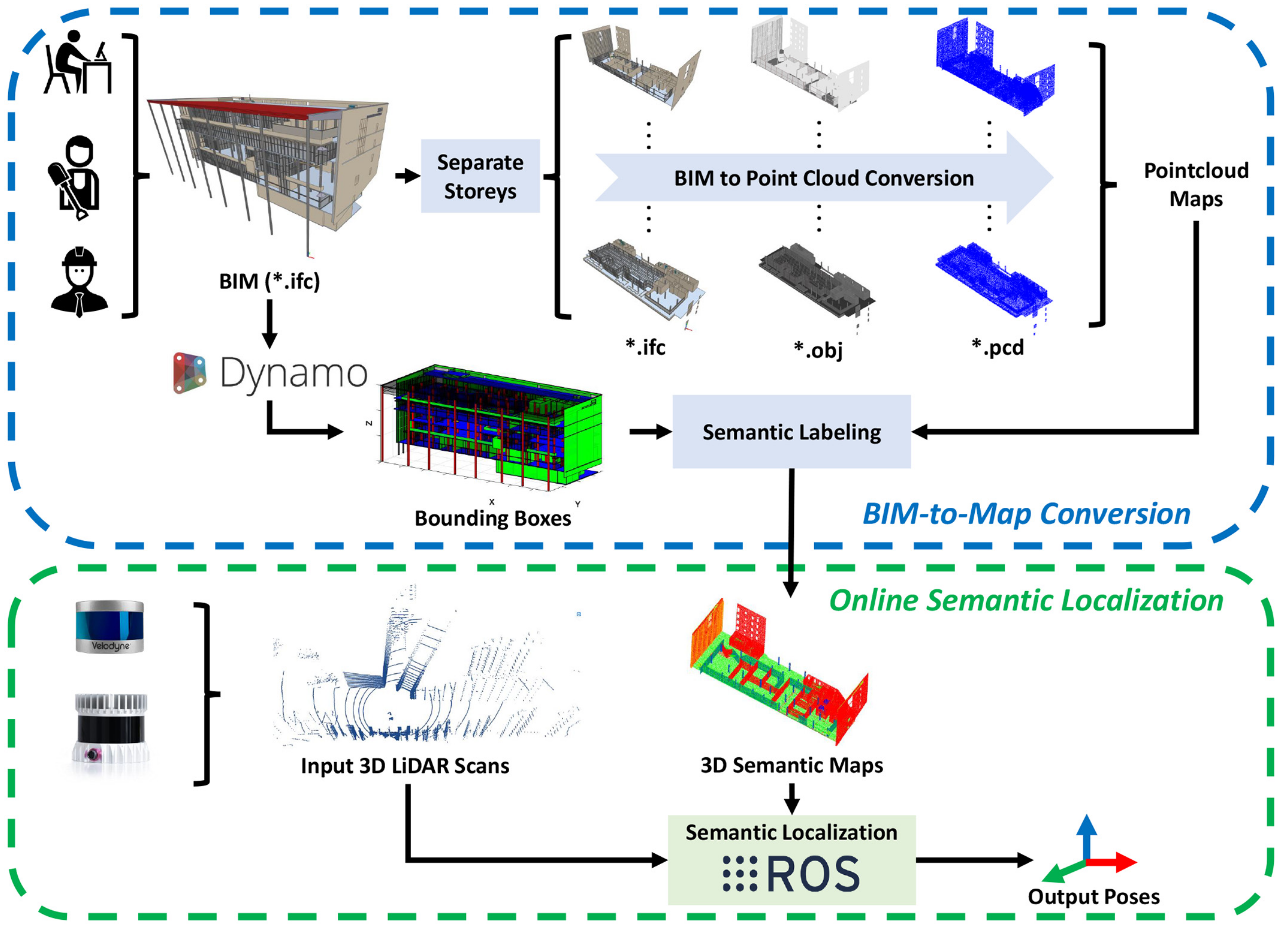 Separate
Storeys
BIM to Point Cloud Conversion
Pointcloud
Maps
BIM (*.ifc)
*.ifc
*.obj
*.pcd
Dynamo
Z
X
Y
Bounding Boxes
Semantic Labeling
BIM-to-Map Conversion
Online Semantic Localization
Velodyne
Input 3D LiDAR Scans
3D Semantic Maps
Semantic Localization
ROS
Output Poses